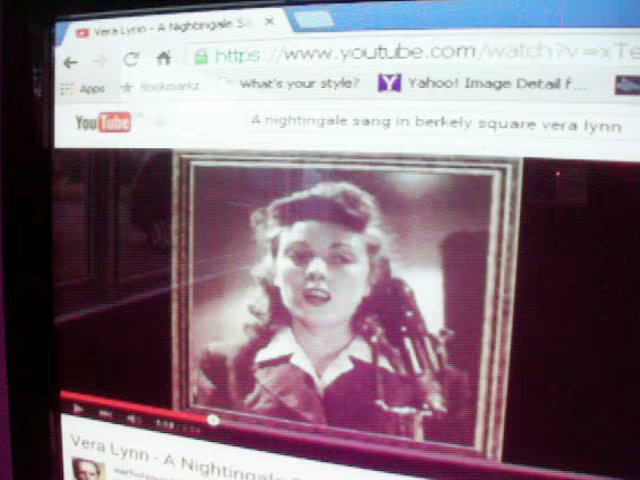 Vera Lynn - A Nightingale S
https://www.youtube.com/watch?v=xTe
Apps Bookmarks What's your style? Yahoo! Image Detail f...
YouTube A nightingale sang in berkely square vera lynn
Vera Lynn - A Nightingale S